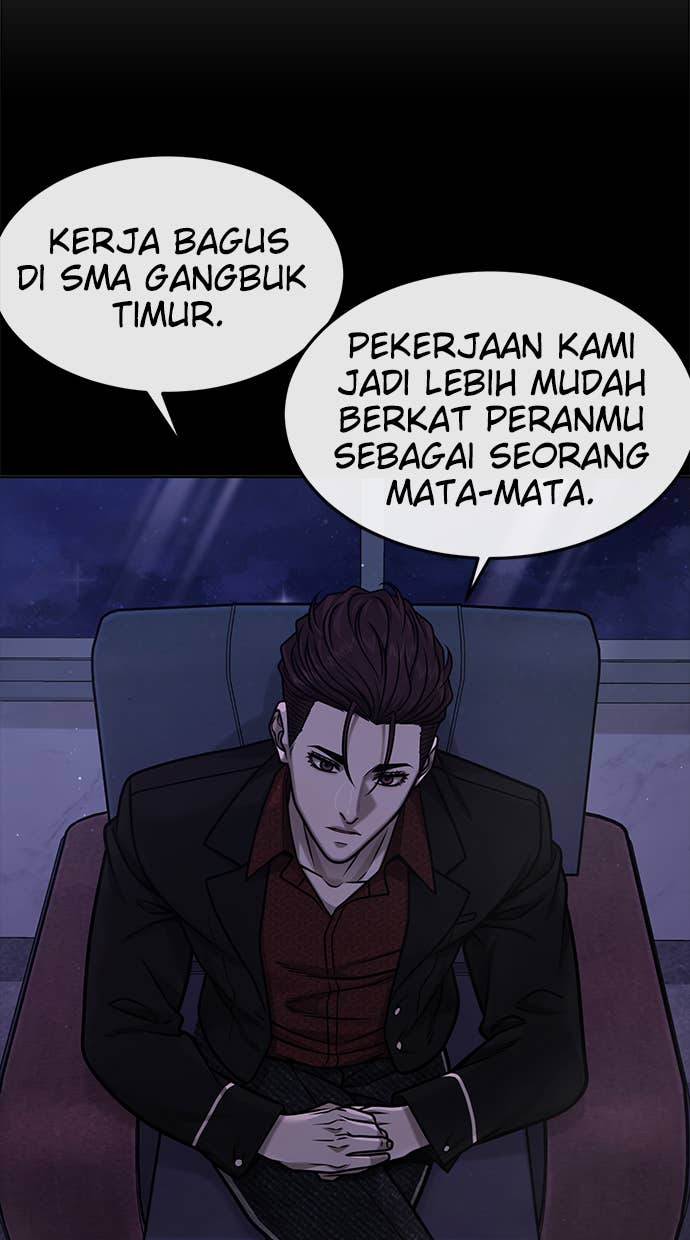 KERJA BAGUS
DI SMA GANGBUK
TIMUR.
PEKERJAAN KAMI
JADI LEBIH MUDAH
BERKAT PERANMU
SEBAGAI SEORANG
MATA-MATA.